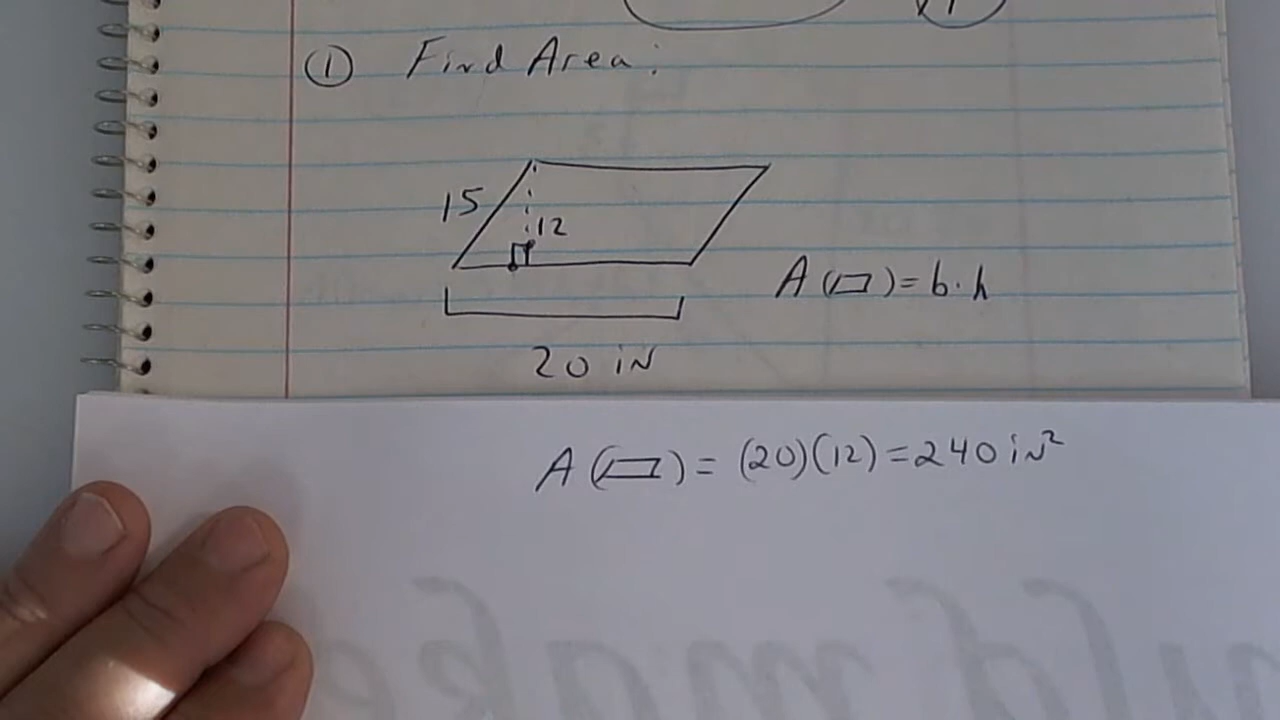 ① Find Area:
15
12
A (▱) = b·h
20 in
A (▱) = (20)(12) = 240 in²